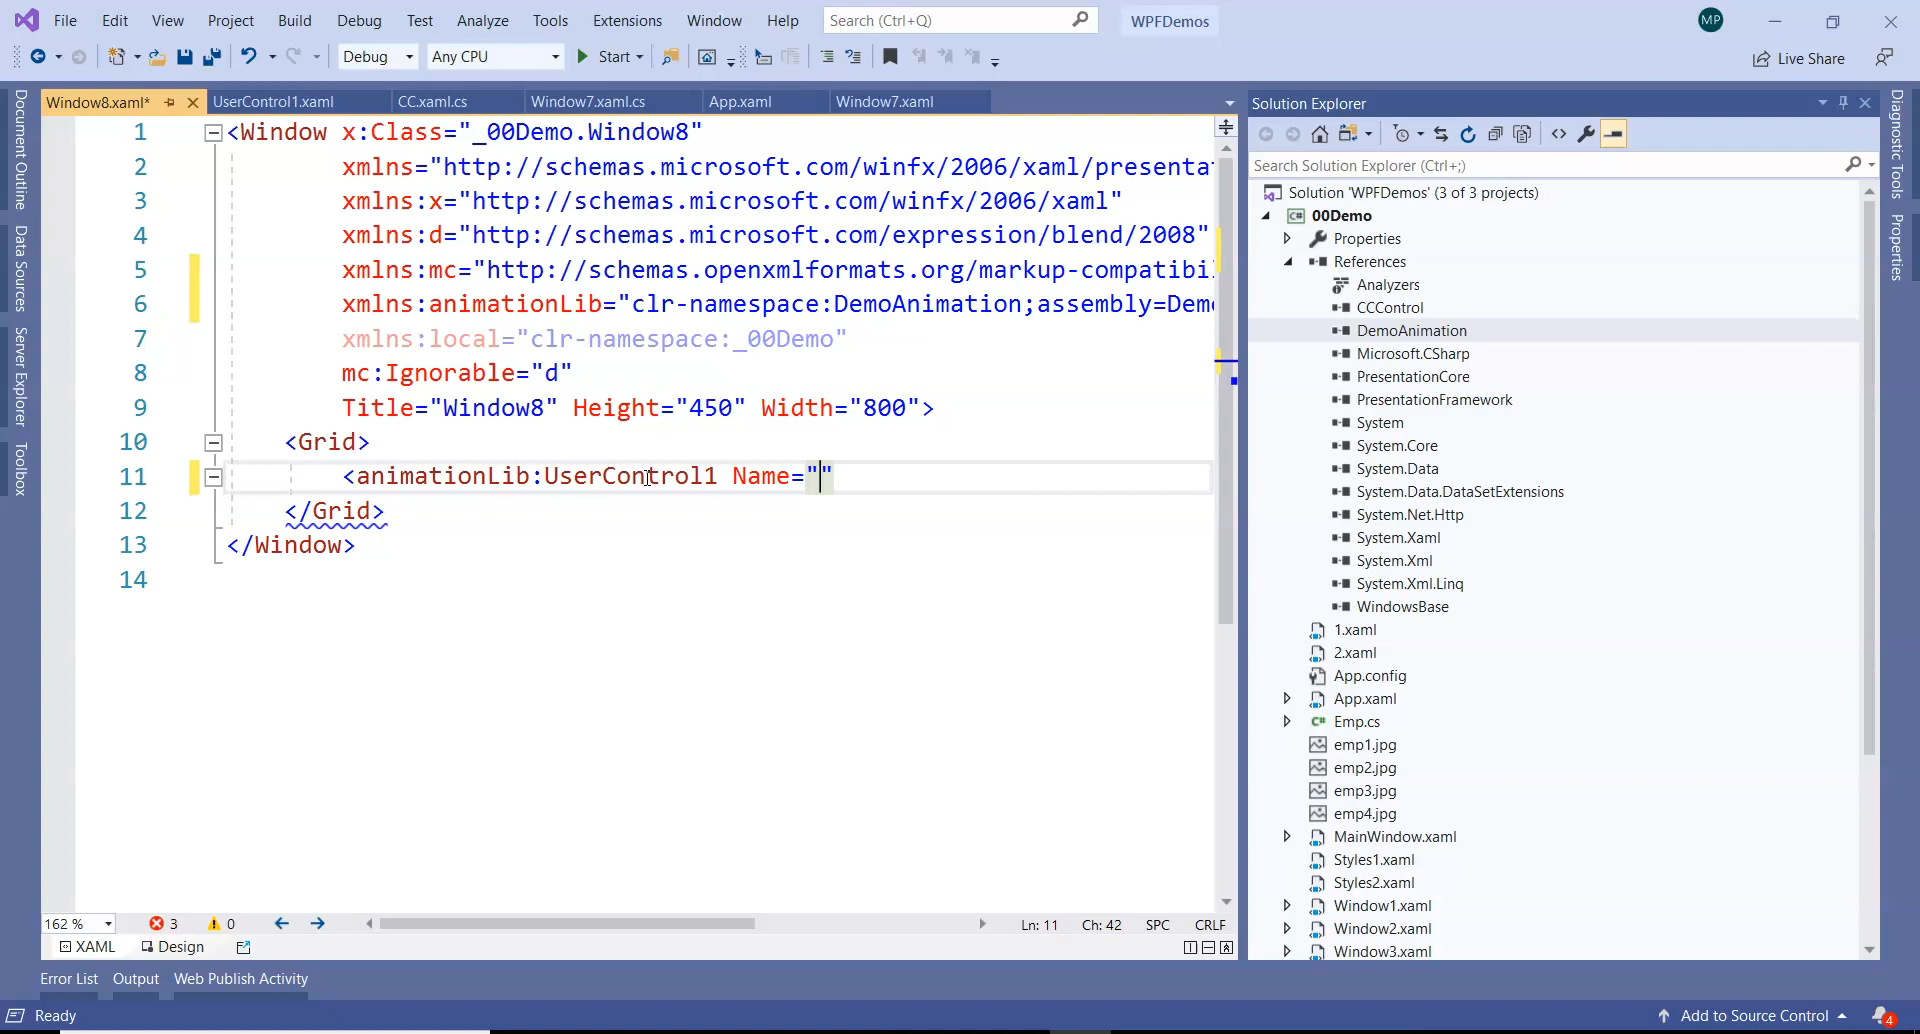 File Edit View Project Build Debug Test Analyze Tools Extensions Window Help Search (Ctrl+Q) WPFDemos MP
Debug Any CPU Start Live Share
Document Outline
Data Sources
Server Explorer
Toolbox
Window8.xaml* UserControl1.xaml CC.xaml.cs Window7.xaml.cs App.xaml Window7.xaml
1 <Window x:Class="_00Demo.Window8"
2 xmlns="http://schemas.microsoft.com/winfx/2006/xaml/presentat
3 xmlns:x="http://schemas.microsoft.com/winfx/2006/xaml"
4 xmlns:d="http://schemas.microsoft.com/expression/blend/2008"
5 xmlns:mc="http://schemas.openxmlformats.org/markup-compatibi
6 xmlns:animationLib="clr-namespace:DemoAnimation;assembly=Demo
7 xmlns:local="clr-namespace:_00Demo"
8 mc:Ignorable="d"
9 Title="Window8" Height="450" Width="800">
10 <Grid>
11 <animationLib:UserControl1 Name=""
12 </Grid>
13 </Window>
14
162 % 3 0 Ln: 11 Ch: 42 SPC CRLF
XAML Design
Error List Output Web Publish Activity
Ready Add to Source Control 4
Solution Explorer
Search Solution Explorer (Ctrl+;)
Solution 'WPFDemos' (3 of 3 projects)
C# 00Demo
Properties
References
Analyzers
CCControl
DemoAnimation
Microsoft.CSharp
PresentationCore
PresentationFramework
System
System.Core
System.Data
System.Data.DataSetExtensions
System.Net.Http
System.Xaml
System.Xml
System.Xml.Linq
WindowsBase
1.xaml
2.xaml
App.config
App.xaml
C# Emp.cs
emp1.jpg
emp2.jpg
emp3.jpg
emp4.jpg
MainWindow.xaml
Styles1.xaml
Styles2.xaml
Window1.xaml
Window2.xaml
Window3.xaml
Diagnostic Tools
Properties